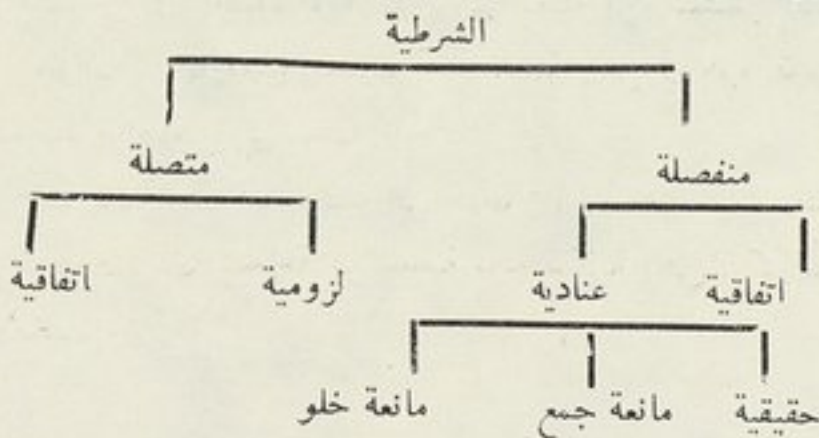 الشرطية
منفصلة متصلة
اتفاقية عنادية لزومية اتفاقية
حقيقية مانعة جمع مانعة خلو